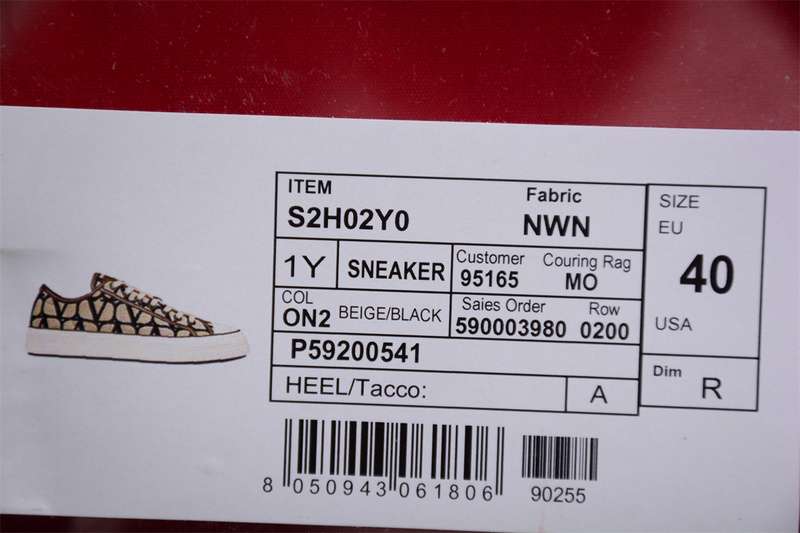 ITEM Fabric SIZE
S2H02Y0 NWN EU
1Y SNEAKER Customer Couring Rag 40
95165 MO
COL ON2 BEIGE/BLACK Sales Order Row USA
590003980 0200
P59200541 Dim R
HEEL/Tacco: A
8 050943 061806 90255